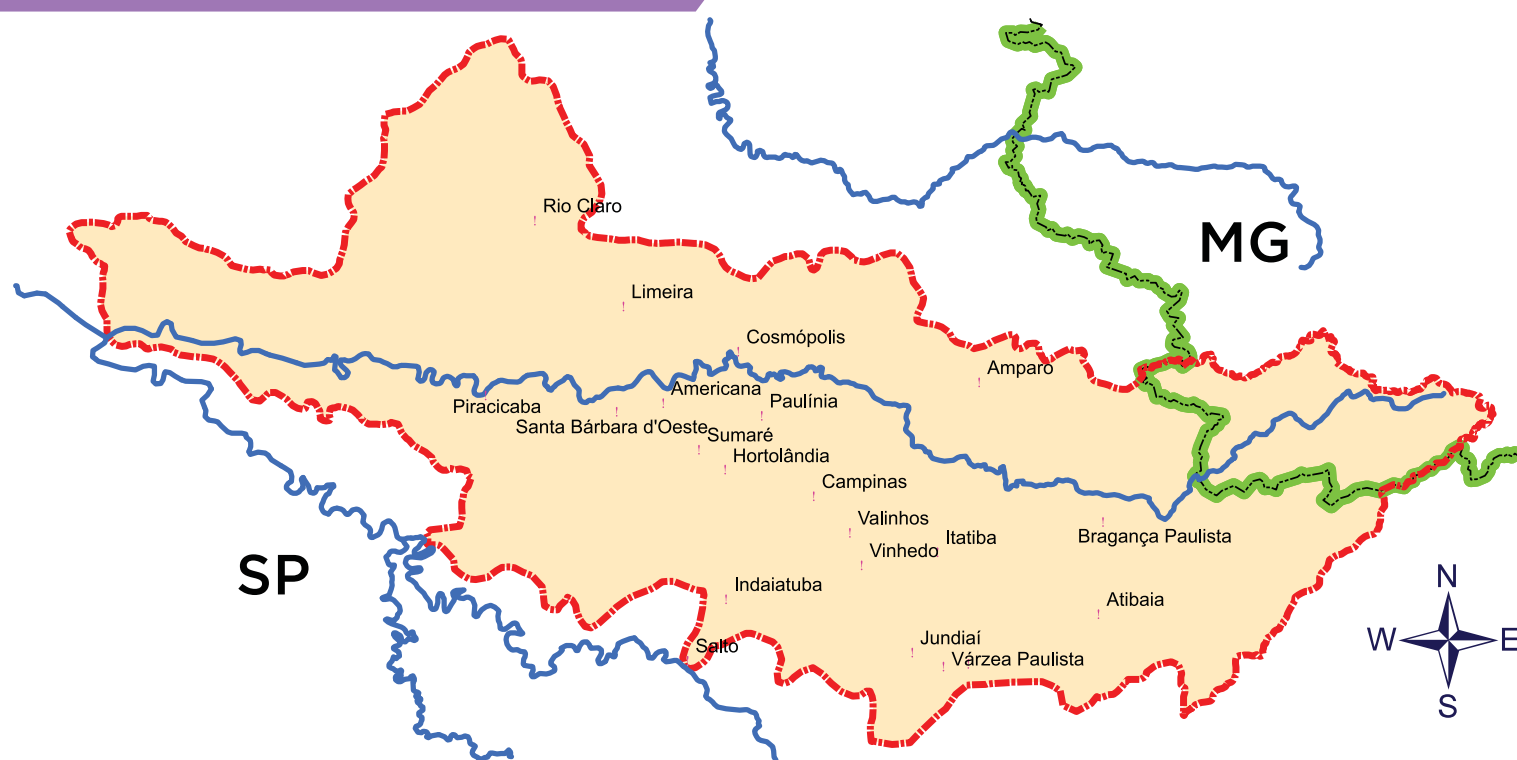 Rio Claro
MG
Limeira
Cosmópolis
Amparo
Americana
Piracicaba
Paulínia
Santa Bárbara d'Oeste
Sumaré
Hortolândia
Campinas
Valinhos
Itatiba
Bragança Paulista
Vinhedo
SP
Indaiatuba
Atibaia
N
W
E
S
Jundiaí
Salto
Várzea Paulista